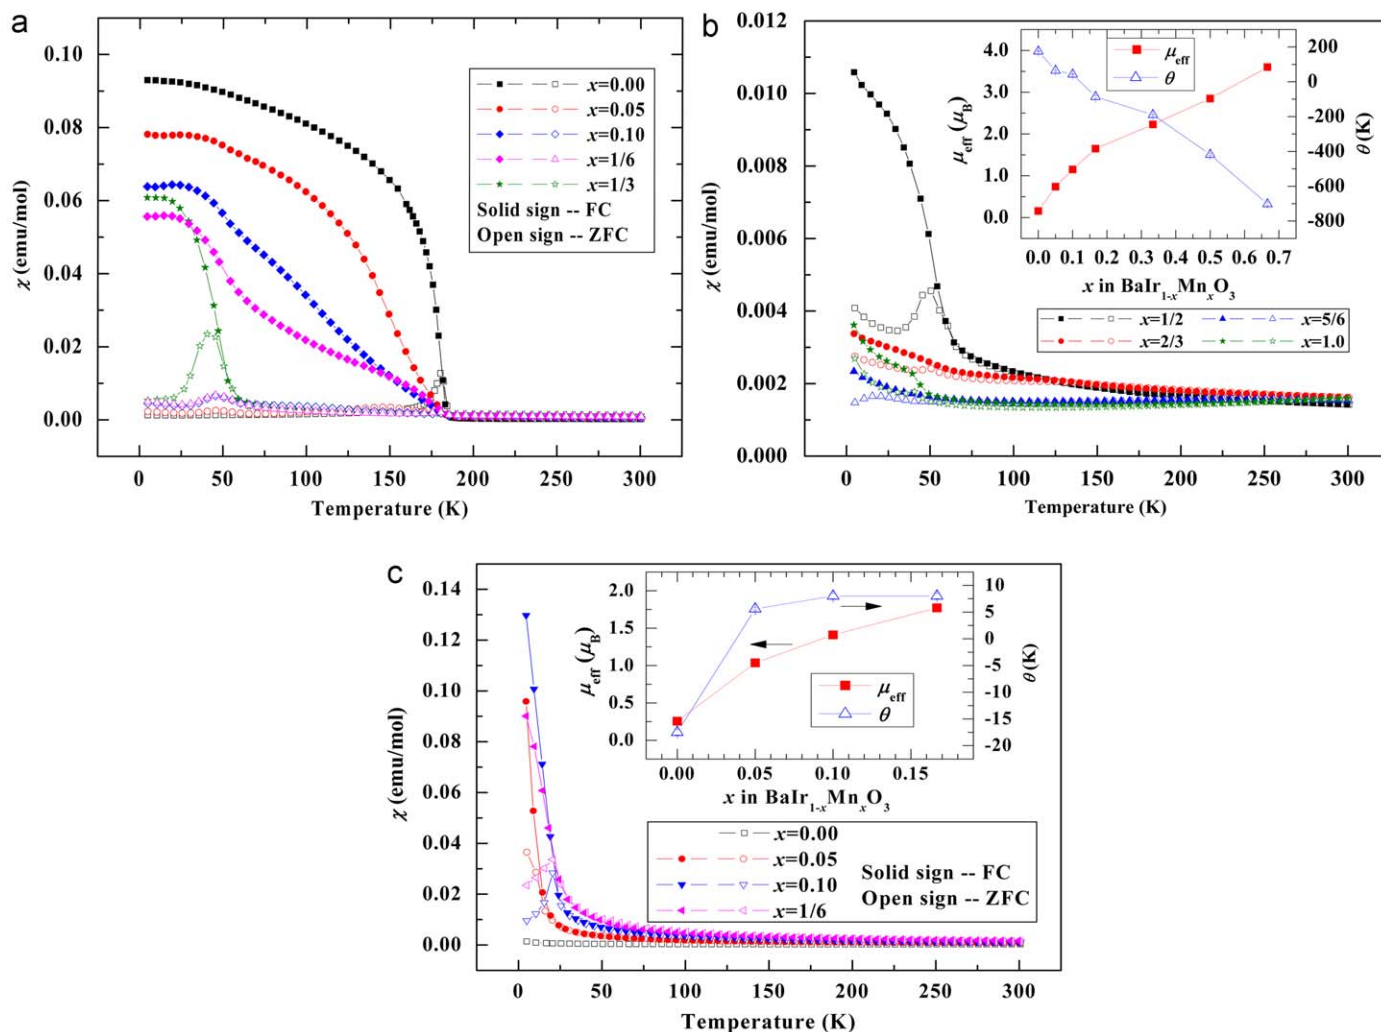 a
0.10
0.08
0.06
0.04
0.02
0.00
χ (emu/mol)
x=0.00
x=0.05
x=0.10
x=1/6
x=1/3
Solid sign -- FC
Open sign -- ZFC
0 50 100 150 200 250 300
Temperature (K)
b
0.012
0.010
0.008
0.006
0.004
0.002
0.000
χ (emu/mol)
4.0
3.0
2.0
1.0
0.0
μeff (μB)
μeff
θ
200
0
-200
-400
-600
-800
θ (K)
0.0 0.1 0.2 0.3 0.4 0.5 0.6 0.7
x in BaIr1-xMnxO3
x=1/2 x=5/6
x=2/3 x=1.0
0 50 100 150 200 250 300
Temperature (K)
c
0.14
0.13
0.12
0.10
0.08
0.06
0.04
0.02
0.00
χ (emu/mol)
2.0
1.5
1.0
0.5
0.0
μeff (μB)
μeff
θ
10
5
0
-5
-10
-15
-20
θ (K)
0.00 0.05 0.10 0.15
x in BaIr1-xMnxO3
x=0.00
x=0.05
x=0.10
x=1/6
Solid sign -- FC
Open sign -- ZFC
0 50 100 150 200 250 300
Temperature (K)